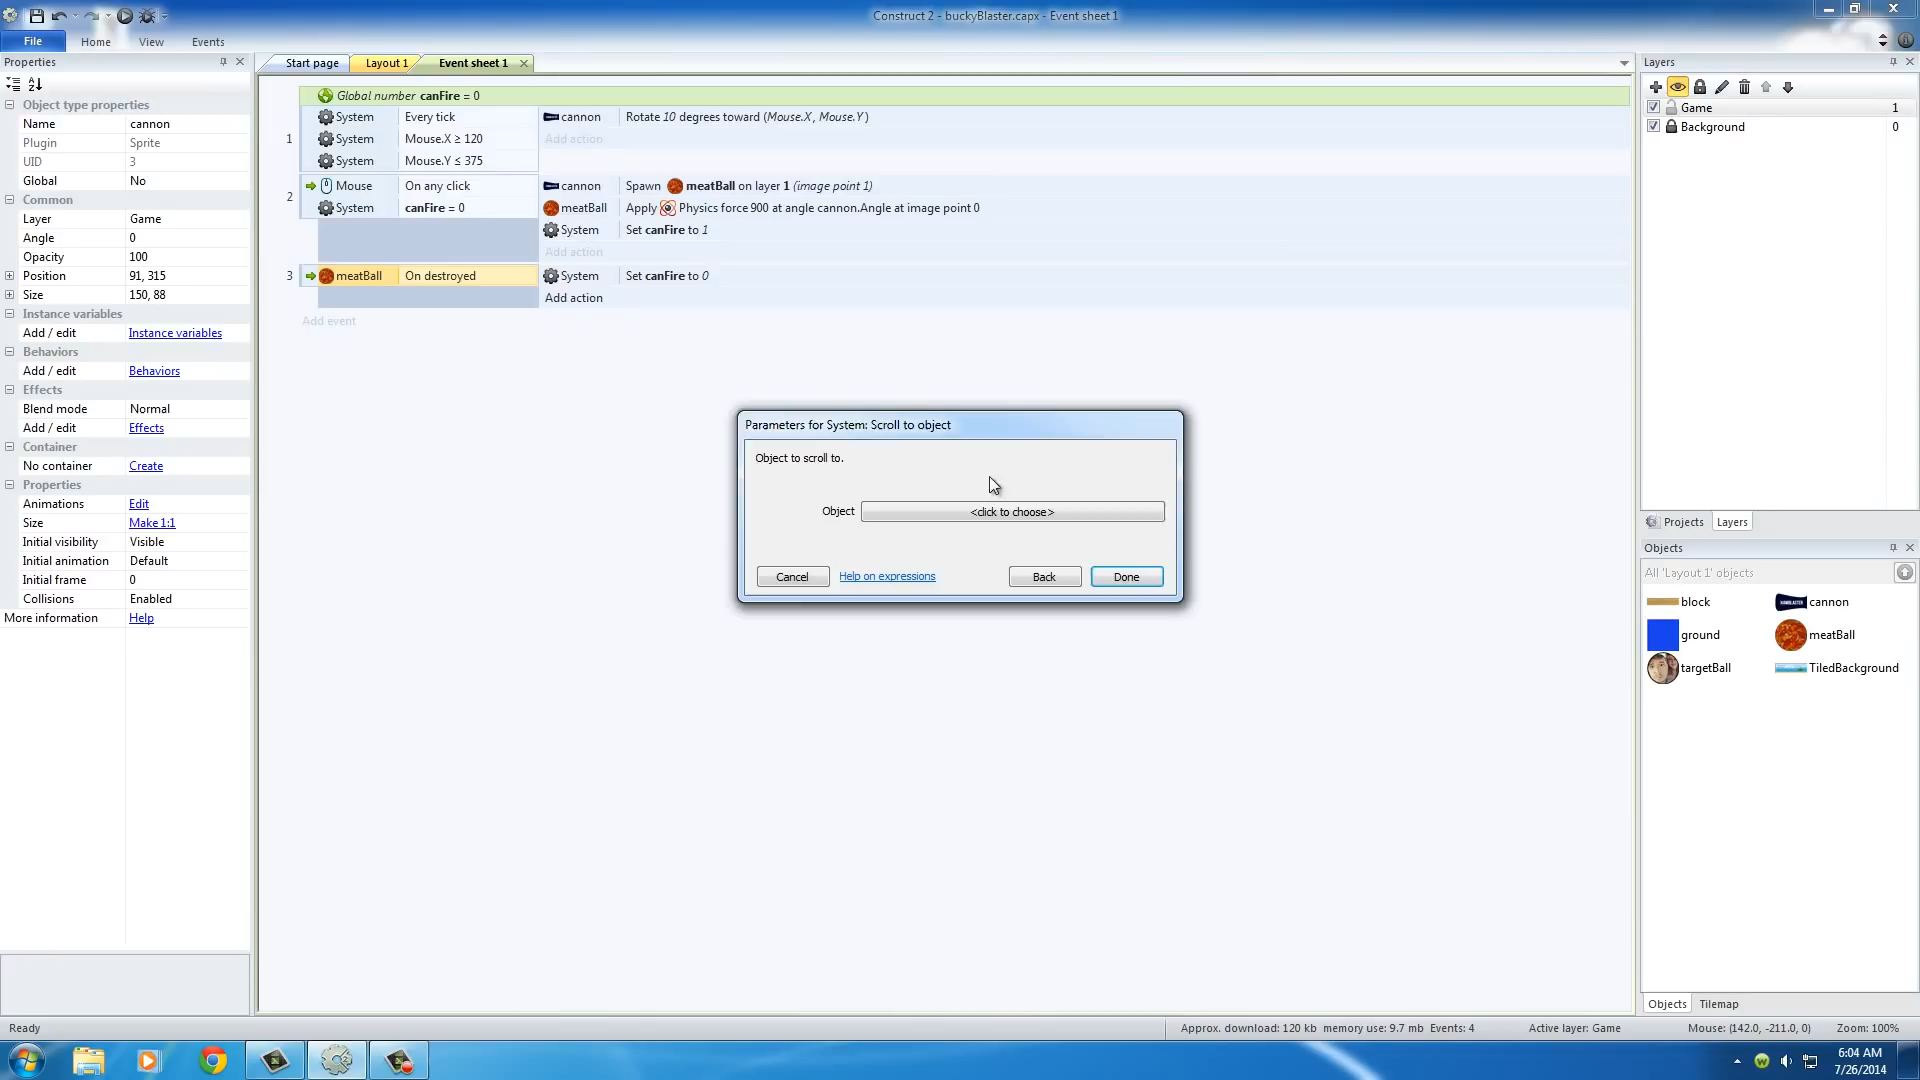 Construct 2 - buckyBlaster.capx - Event sheet 1
File Home View Events
Properties
Object type properties
Name cannon
Plugin Sprite
UID 3
Global No
Common
Layer Game
Angle 0
Opacity 100
Position 91, 315
Size 150, 88
Instance variables
Add / edit Instance variables
Behaviors
Add / edit Behaviors
Effects
Blend mode Normal
Add / edit Effects
Container
No container Create
Properties
Animations Edit
Size Make 1:1
Initial visibility Visible
Initial animation Default
Initial frame 0
Collisions Enabled
More information Help
Start page Layout 1 Event sheet 1
Global number canFire = 0
1
System Every tick cannon Rotate 10 degrees toward (Mouse.X, Mouse.Y)
System Mouse.X ≥ 120 Add action
System Mouse.Y ≤ 375
2
Mouse On any click cannon Spawn meatBall on layer 1 (image point 1)
System canFire = 0 meatBall Apply Physics force 900 at angle cannon.Angle at image point 0
System Set canFire to 1
Add action
3 meatBall On destroyed System Set canFire to 0
Add action
Add event
Parameters for System: Scroll to object
Object to scroll to.
Object <click to choose>
Cancel Help on expressions Back Done
Layers
Game 1
Background 0
Projects Layers
Objects
All 'Layout 1' objects
block cannon
ground meatBall
targetBall TiledBackground
Objects Tilemap
Ready Approx. download: 120 kb memory use: 9.7 mb Events: 4 Active layer: Game Mouse: (142.0, -211.0, 0) Zoom: 100%
6:04 AM
7/26/2014